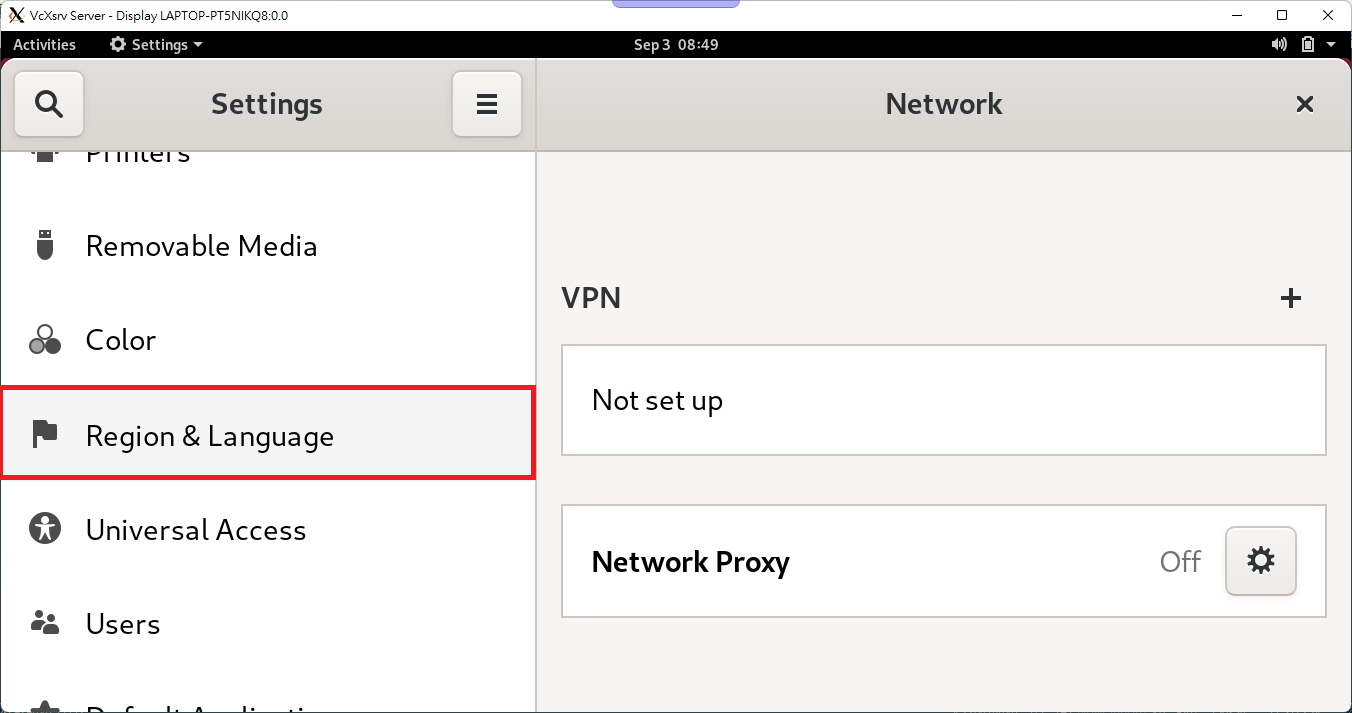 VcXsrv Server - Display LAPTOP-PT5NIKQ8:0.0
Activities Settings Sep 3 08:49
Settings
Network
Printers
Removable Media
VPN
Color
Not set up
Region & Language
Universal Access
Network Proxy Off
Users